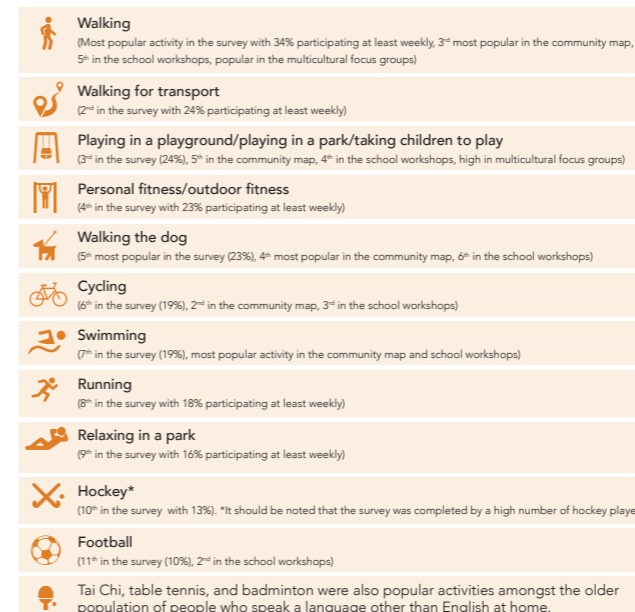 Walking
(Most popular activity in the survey with 34% participating at least weekly, 3rd most popular in the community map,
5th in the school workshops, popular in the multicultural focus groups)
Walking for transport
(2nd in the survey with 24% participating at least weekly)
Playing in a playground/playing in a park/taking children to play
(3rd in the survey (24%), 5th in the community map, 4th in the school workshops, high in multicultural focus groups)
Personal fitness/outdoor fitness
(4th in the survey with 23% participating at least weekly)
Walking the dog
(5th most popular in the survey (23%), 4th most popular in the community map, 6th in the school workshops)
Cycling
(6th in the survey (19%), 2nd in the community map, 3rd in the school workshops)
Swimming
(7th in the survey (19%), most popular activity in the community map and school workshops)
Running
(8th in the survey with 18% participating at least weekly)
Relaxing in a park
(9th in the survey with 16% participating at least weekly)
Hockey*
(10th in the survey with 13%). *It should be noted that the survey was completed by a high number of hockey playe
Football
(11th in the survey (10%), 2nd in the school workshops)
Tai Chi, table tennis, and badminton were also popular activities amongst the older
population of people who speak a language other than English at home.